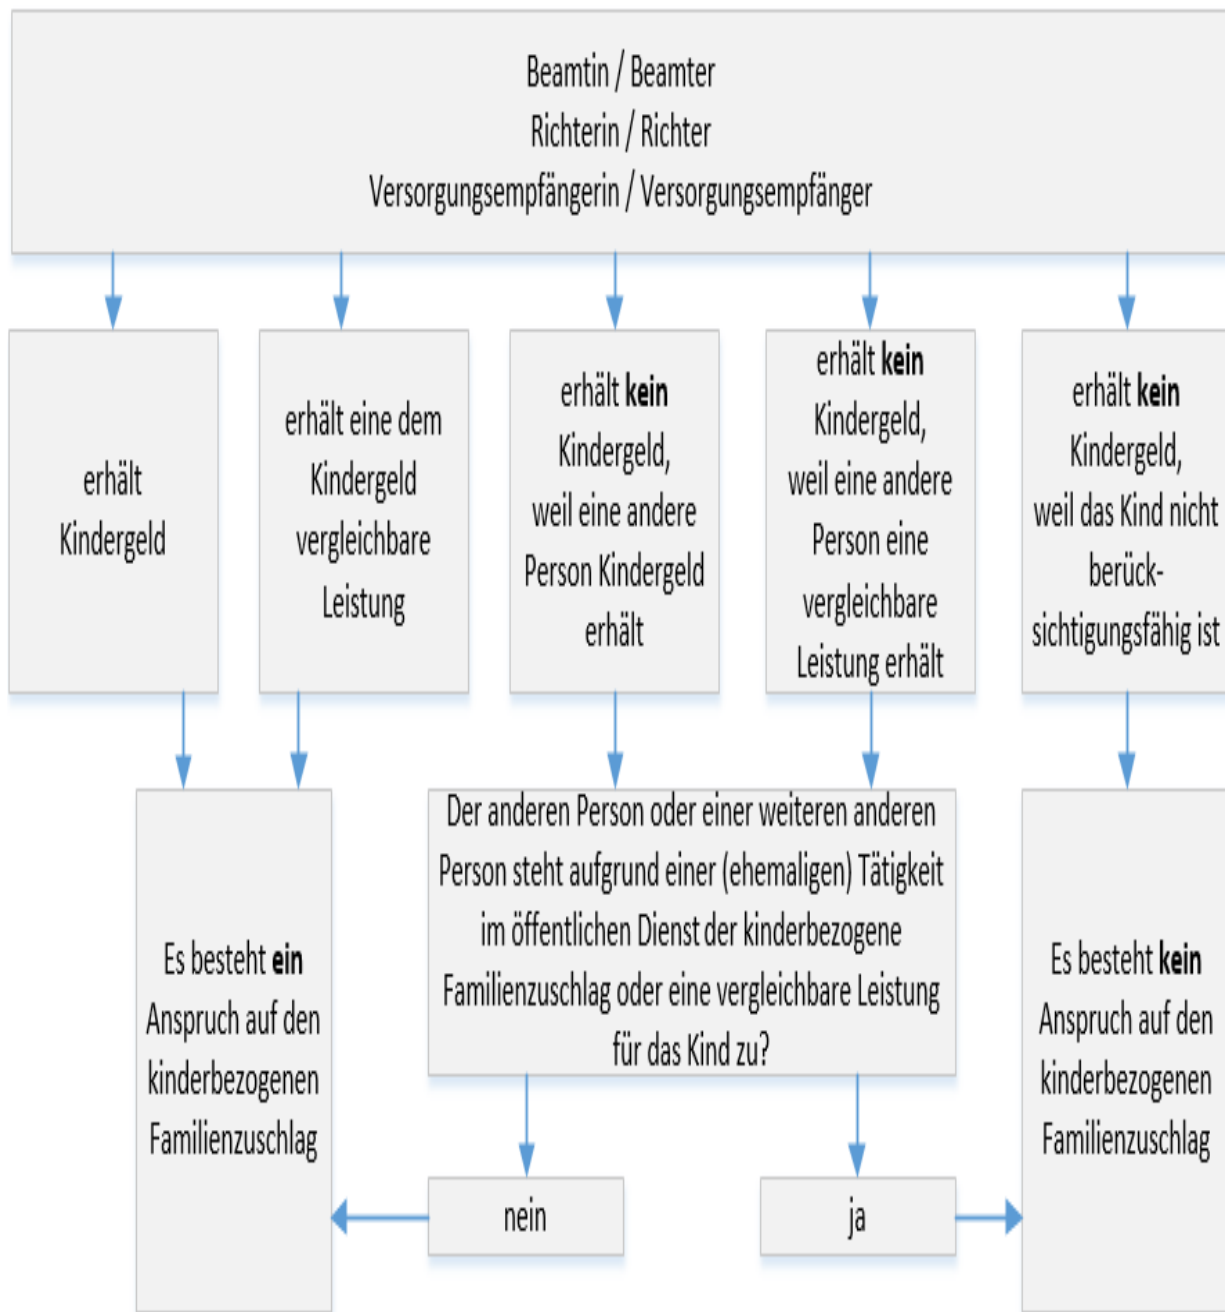 Beamtin / Beamter
Richterin / Richter
Versorgungsempfängerin / Versorgungsempfänger
erhält
Kindergeld
erhält eine dem
Kindergeld
vergleichbare
Leistung
erhält kein
Kindergeld,
weil eine andere
Person Kindergeld
erhält
erhält kein
Kindergeld,
weil eine andere
Person eine
vergleichbare
Leistung erhält
erhält kein
Kindergeld,
weil das Kind nicht
berück-
sichtigungsfähig ist
Es besteht ein
Anspruch auf den
kinderbezogenen
Familienzuschlag
Der anderen Person oder einer weiteren anderen
Person steht aufgrund einer (ehemaligen) Tätigkeit
im öffentlichen Dienst der kinderbezogene
Familienzuschlag oder eine vergleichbare Leistung
für das Kind zu?
Es besteht kein
Anspruch auf den
kinderbezogenen
Familienzuschlag
nein
ja